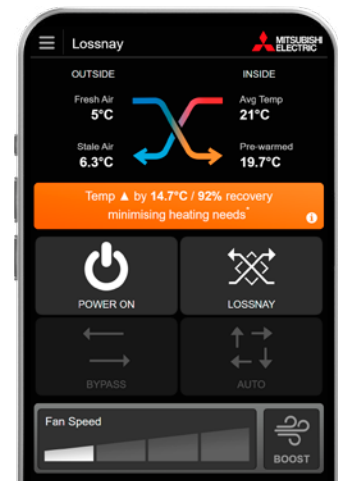 Lossnay
MITSUBISHI
ELECTRIC
OUTSIDE
INSIDE
Fresh Air
5°C
Avg Temp
21°C
Stale Air
6.3°C
Pre-warmed
19.7°C
Temp ▲ by 14.7°C / 92% recovery
minimising heating needs*
POWER ON
LOSSNAY
BYPASS
AUTO
Fan Speed
BOOST